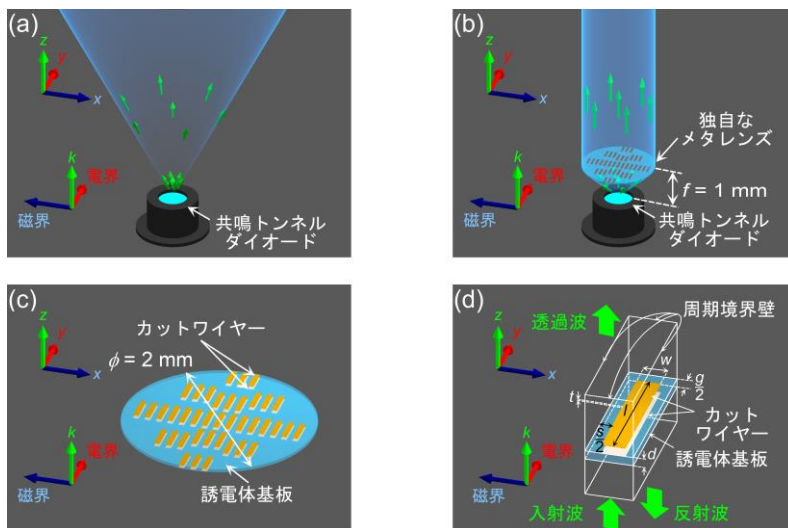 (a)
z
y
x
k
電界
磁界
共鳴トンネル
ダイオード
(b)
z
y
x
k
電界
磁界
独自な
メタレンズ
f = 1 mm
共鳴トンネル
ダイオード
(c)
z
y
x
k
電界
磁界
カットワイヤー
ϕ = 2 mm
誘電体基板
(d)
z
y
x
k
電界
磁界
透過波
周期境界壁
w
g
2
t
l
s
2
d
カット
ワイヤー
誘電体基板
入射波
反射波